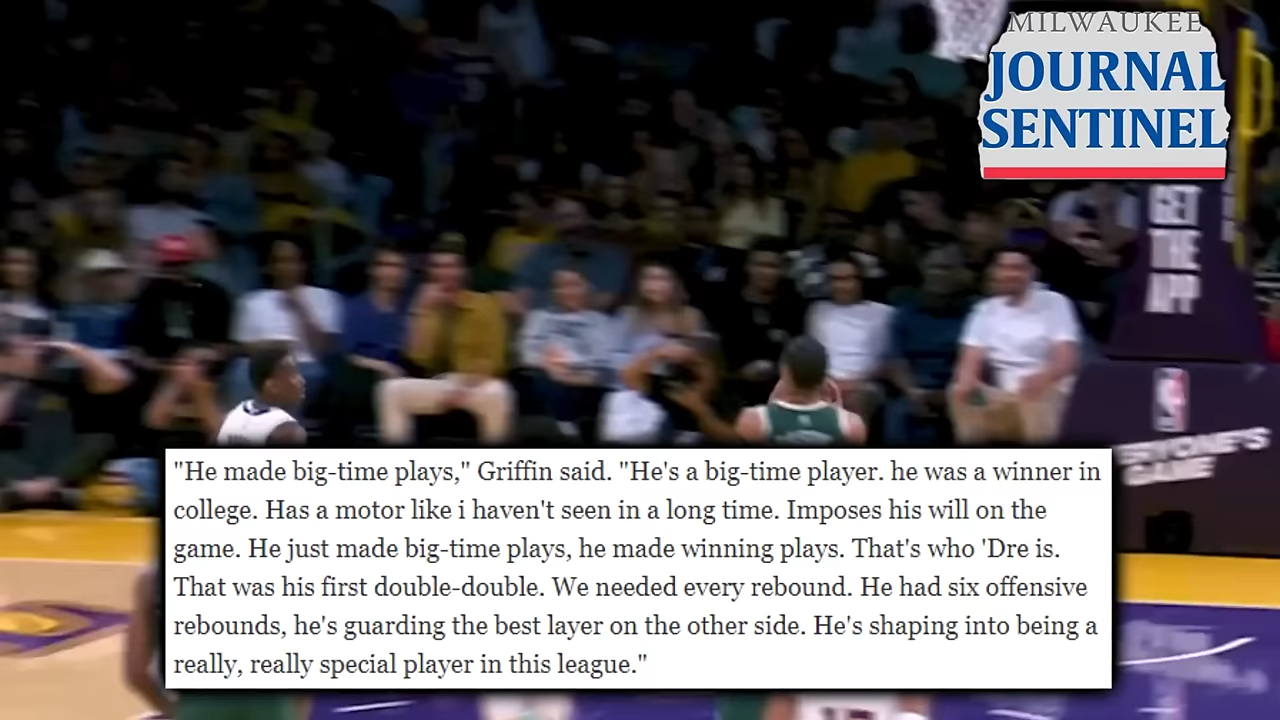 MILWAUKEE
JOURNAL
SENTINEL
GET
THE
APP
GAME
"He made big-time plays," Griffin said. "He's a big-time player. he was a winner in
college. Has a motor like i haven't seen in a long time. Imposes his will on the
game. He just made big-time plays, he made winning plays. That's who 'Dre is.
That was his first double-double. We needed every rebound. He had six offensive
rebounds, he's guarding the best layer on the other side. He's shaping into being a
really, really special player in this league."